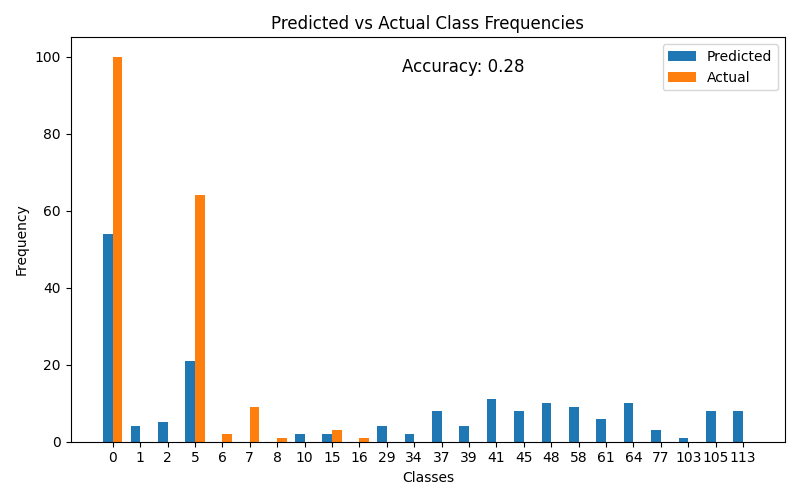 Predicted vs Actual Class Frequencies
Accuracy: 0.28
Predicted
Actual
Frequency
100
80
60
40
20
0
0 1 2 5 6 7 8 10 15 16 29 34 37 39 41 45 48 58 61 64 77 103 105 113
Classes